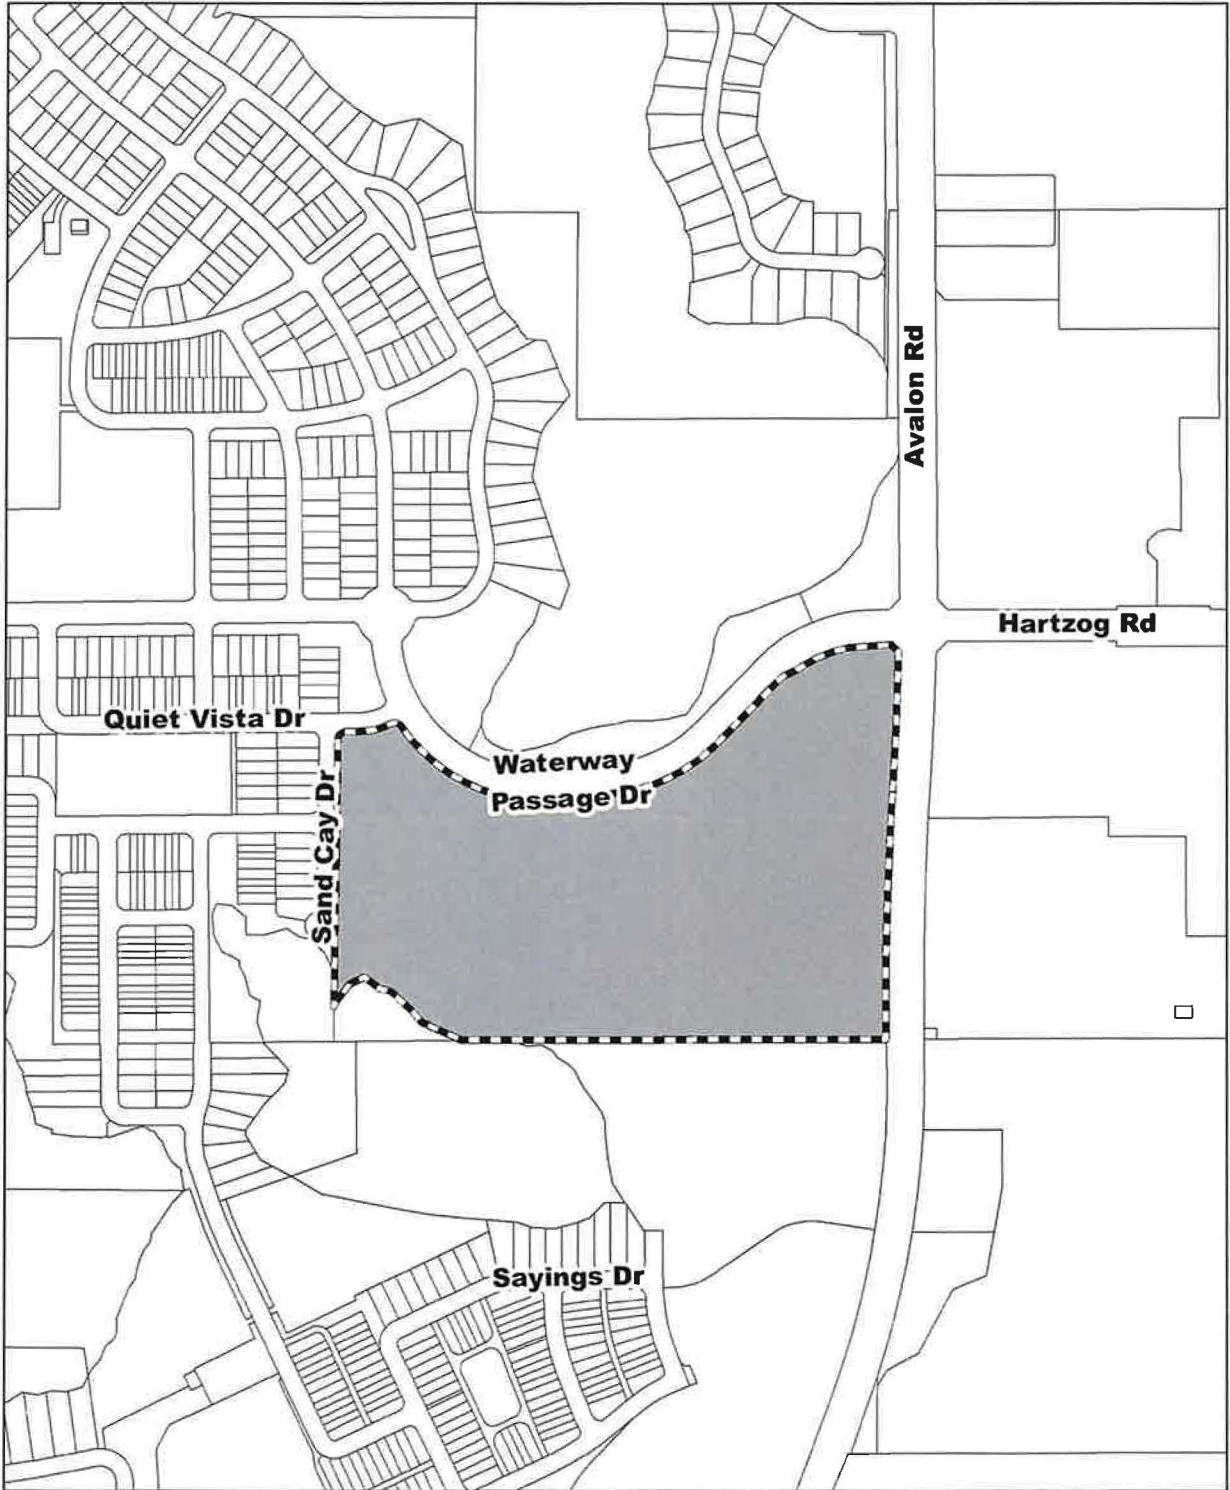 Avalon Rd
Hartzog Rd
Quiet Vista Dr
Waterway
Passage Dr
Sand Cay Dr
Sayings Dr